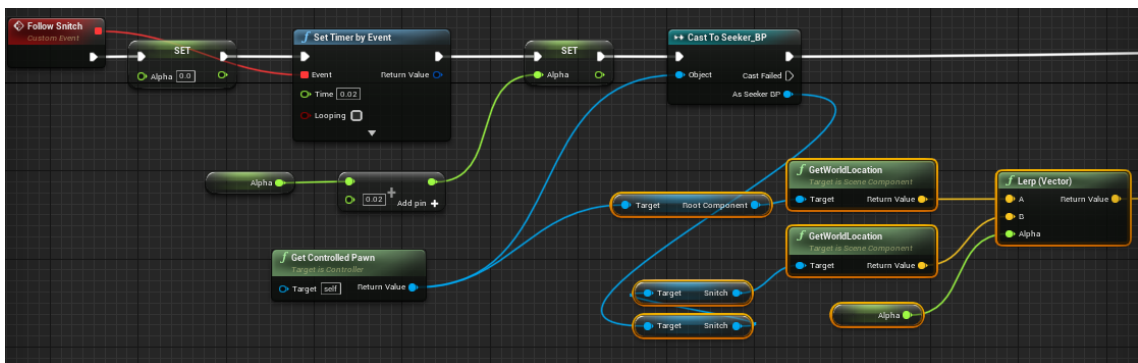 Follow Snitch
Custom Event
SET
Alpha 0.0
Set Timer by Event
Event Return Value
Time 0.02
Looping
SET
Alpha
Cast To Seeker_BP
Object Cast Failed
As Seeker BP
Alpha
0.02 +
Add pin +
Get Controlled Pawn
Target is Controller
Target self Return Value
Target Root Component
GetWorldLocation
Target is Scene Component
Target Return Value
GetWorldLocation
Target is Scene Component
Target Return Value
Target Snitch
Target Snitch
Alpha
Lerp (Vector)
A Return Value
B
Alpha